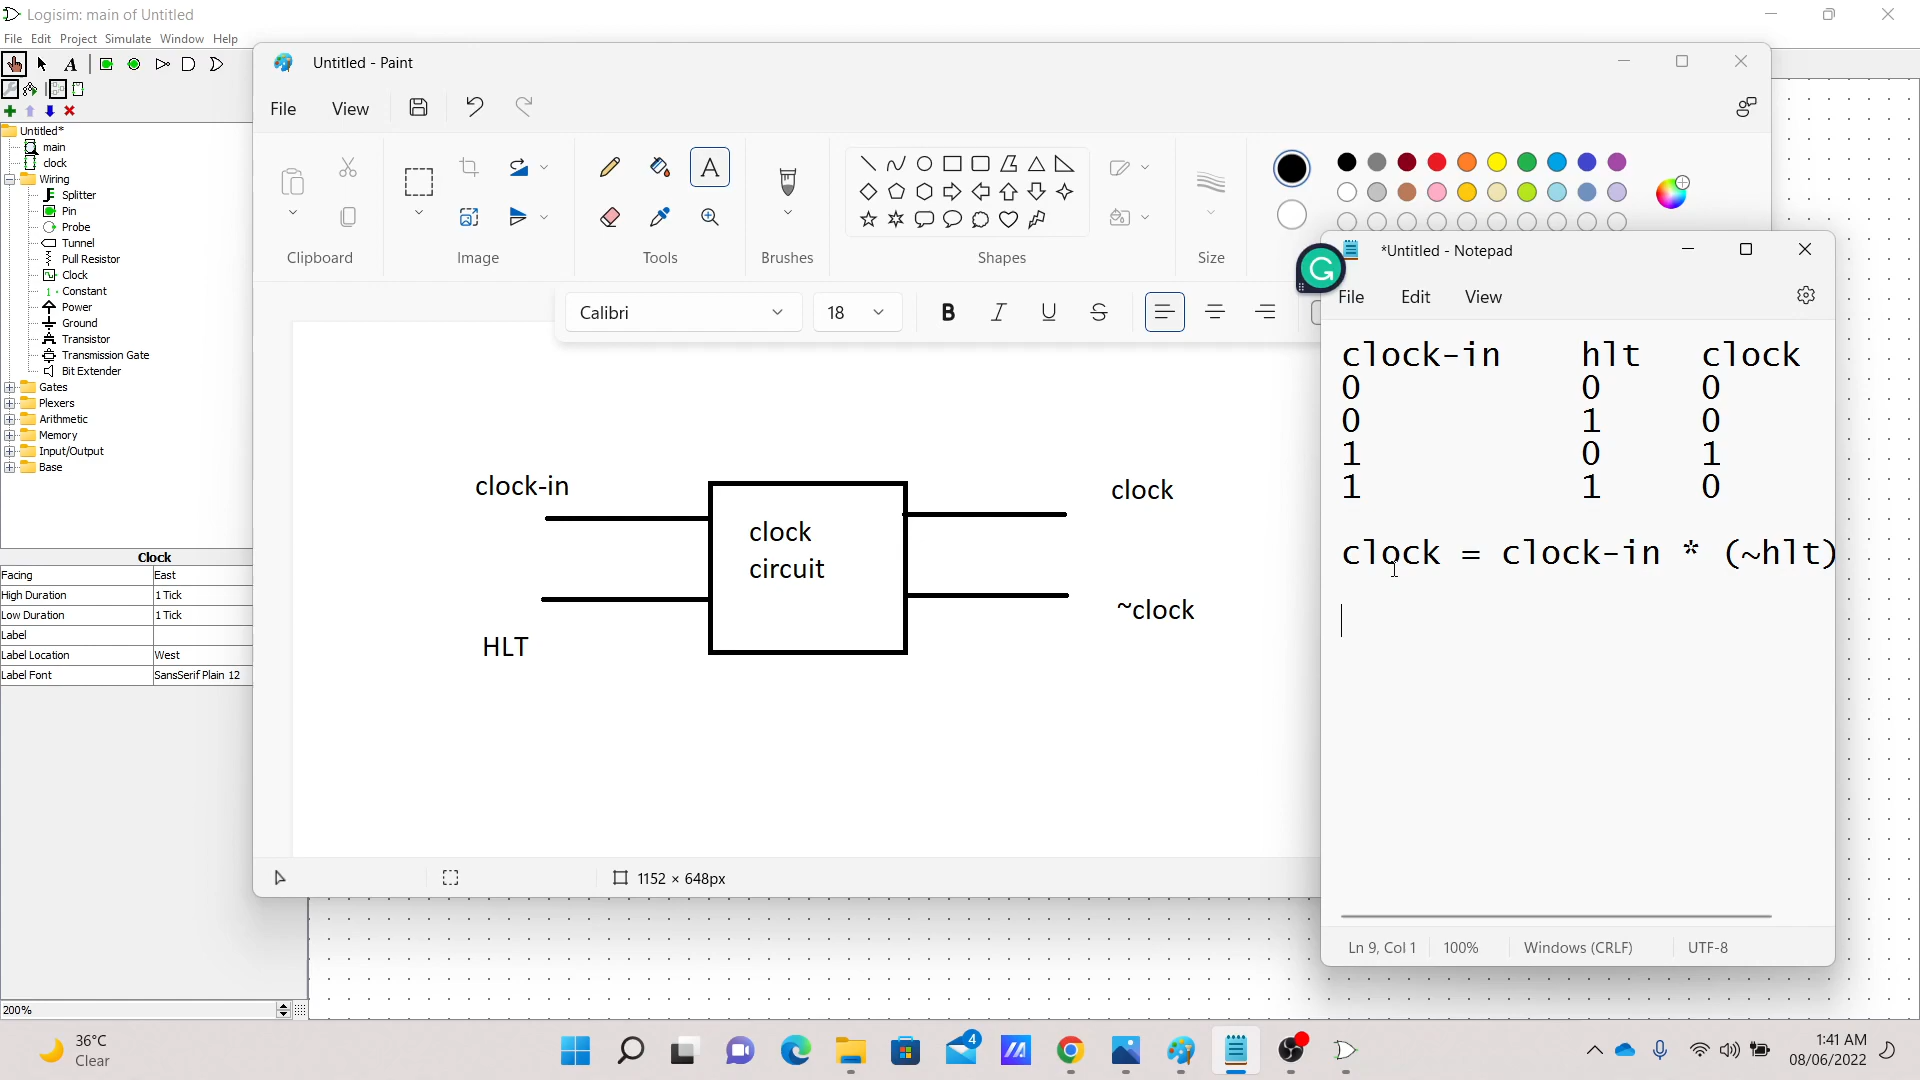 Logisim: main of Untitled
File Edit Project Simulate Window Help
A
Untitled*
main
clock
Wiring
Splitter
Pin
Probe
Tunnel
Pull Resistor
Clock
1 Constant
Power
Ground
Transistor
Transmission Gate
Bit Extender
Gates
Plexers
Arithmetic
Memory
Input/Output
Base
Clock
Facing East
High Duration 1 Tick
Low Duration 1 Tick
Label
Label Location West
Label Font SansSerif Plain 12
200%
Untitled - Paint
File View
A
Clipboard Image Tools Brushes Shapes Size
Calibri 18 B I U S
clock-in
HLT
clock
circuit
clock
~clock
1152 × 648px
*Untitled - Notepad
File Edit View
clock-in hlt clock
0 0 0
0 1 0
1 0 1
1 1 0
clock = clock-in * (~hlt)
Ln 9, Col 1 100% Windows (CRLF) UTF-8
36°C
Clear
4
1:41 AM
08/06/2022